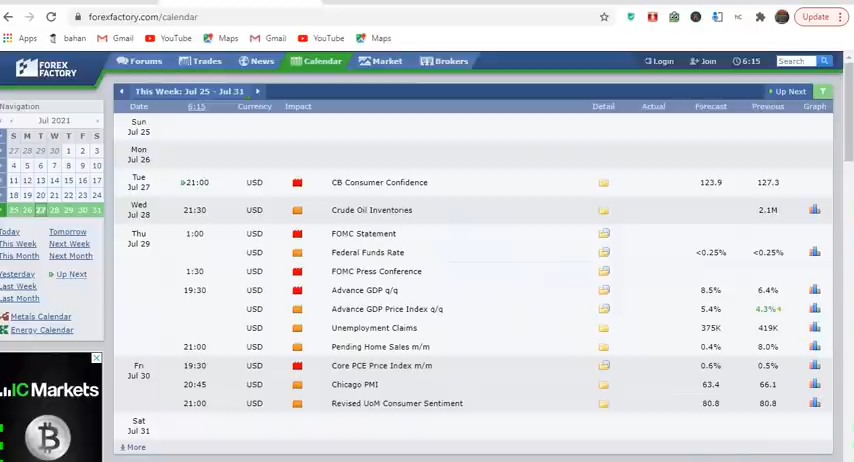 forexfactory.com/calendar
Update
Apps bahan Gmail YouTube Maps Gmail YouTube Maps
FOREX FACTORY Forums Trades News Calendar Market Brokers Login Join 6:15 Search
Navigation
Jul 2021
S M T W T F S
27 28 29 30 1 2 3
4 5 6 7 8 9 10
11 12 13 14 15 16 17
18 19 20 21 22 23 24
25 26 27 28 29 30 31
Today Tomorrow
This Week Next Week
This Month Next Month
Yesterday Up Next
Last Week
Last Month
Metals Calendar
Energy Calendar
IC Markets
This Week: Jul 25 - Jul 31 Up Next
Date 6:15 Currency Impact Detail Actual Forecast Previous Graph
Sun
Jul 25
Mon
Jul 26
Tue
Jul 27
21:00 USD CB Consumer Confidence 123.9 127.3
Wed
Jul 28
21:30 USD Crude Oil Inventories 2.1M
Thu
Jul 29
1:00 USD FOMC Statement
USD Federal Funds Rate <0.25% <0.25%
1:30 USD FOMC Press Conference
19:30 USD Advance GDP q/q 8.5% 6.4%
USD Advance GDP Price Index q/q 5.4% 4.3%
USD Unemployment Claims 375K 419K
21:00 USD Pending Home Sales m/m 0.4% 8.0%
Fri
Jul 30
19:30 USD Core PCE Price Index m/m 0.6% 0.5%
20:45 USD Chicago PMI 63.4 66.1
21:00 USD Revised UoM Consumer Sentiment 80.8 80.8
Sat
Jul 31
More